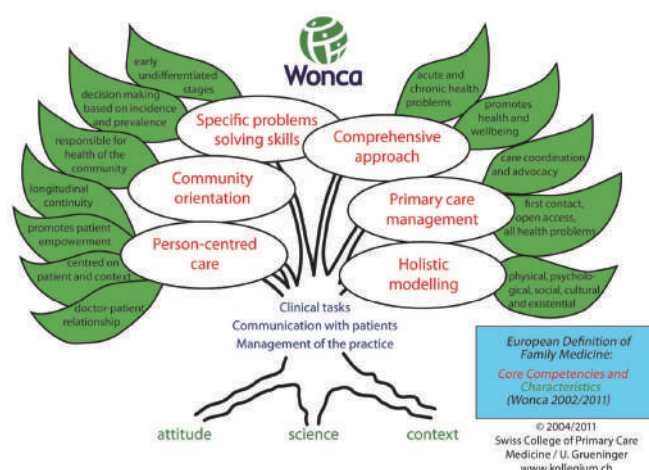 Wonca
early
undifferentiated
stages
decision making
based on incidence
and prevalence
responsible for
health of the
community
longitudinal
continuity
promotes patient
empowerment
centred on
patient and context
doctor-patient
relationship
Specific problems
solving skills
Community
orientation
Person-centred
care
Comprehensive
approach
Primary care
management
Holistic
modelling
acute and
chronic health
problems
promotes
health and
wellbeing
care coordination
and advocacy
first contact,
open access,
all health problems
physical, psycholo-
gical, social, cultural
and existential
Clinical tasks
Communication with patients
Management of the practice
attitude
science
context
European Definition of
Family Medicine:
Core Competencies and
Characteristics
(Wonca 2002/2011)
© 2004/2011
Swiss College of Primary Care
Medicine / U. Grueninger
www.kollegium.ch